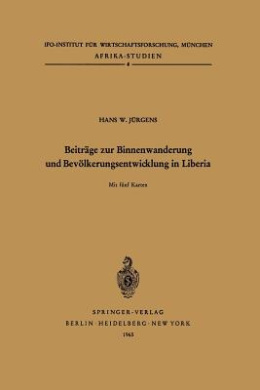 IFO-INSTITUT FÜR WIRTSCHAFTSFORSCHUNG, MÜNCHEN
AFRIKA-STUDIEN
HANS W. JÜRGENS
Beiträge zur Binnenwanderung
und Bevölkerungsentwicklung in Liberia
Mit fünf Karten
SPRINGER-VERLAG
BERLIN · HEIDELBERG · NEW YORK
1965